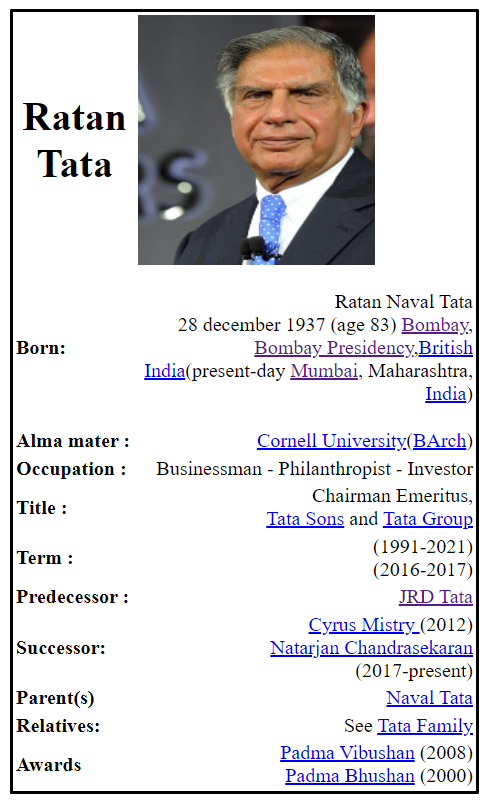 Ratan
Tata
Ratan Naval Tata
28 december 1937 (age 83) Bombay,
Born:
Bombay Presidency,British
India(present-day Mumbai, Maharashtra,
India)
Alma mater : Cornell University(BArch)
Occupation : Businessman - Philanthropist - Investor
Title :
Chairman Emeritus,
Tata Sons and Tata Group
Term :
(1991-2021)
(2016-2017)
Predecessor : JRD Tata
Successor:
Cyrus Mistry (2012)
Natarjan Chandrasekaran
(2017-present)
Parent(s) Naval Tata
Relatives: See Tata Family
Awards
Padma Vibushan (2008)
Padma Bhushan (2000)